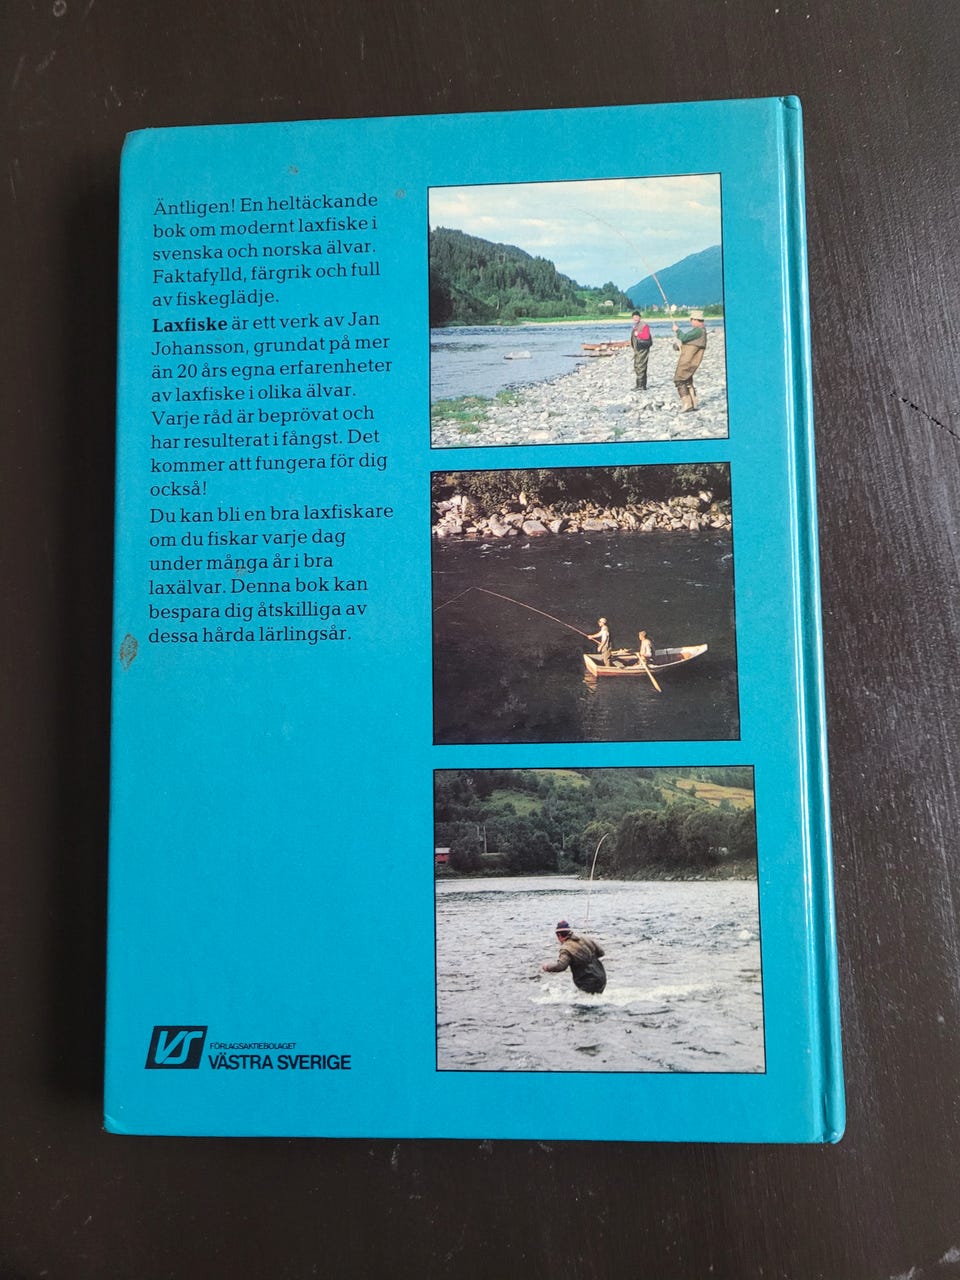 Äntligen! En heltäckande
bok om modernt laxfiske i
svenska och norska älvar.
Faktafylld, färgrik och full
av fiskeglädje.
Laxfiske är ett verk av Jan
Johansson, grundat på mer
än 20 års egna erfarenheter
av laxfiske i olika älvar.
Varje råd är beprövat och
har resulterat i fångst. Det
kommer att fungera för dig
också!
Du kan bli en bra laxfiskare
om du fiskar varje dag
under många år i bra
laxälvar. Denna bok kan
bespara dig åtskilliga av
dessa hårda lärlingsår.
VS
FÖRLAGSAKTIEBOLAGET
VÄSTRA SVERIGE